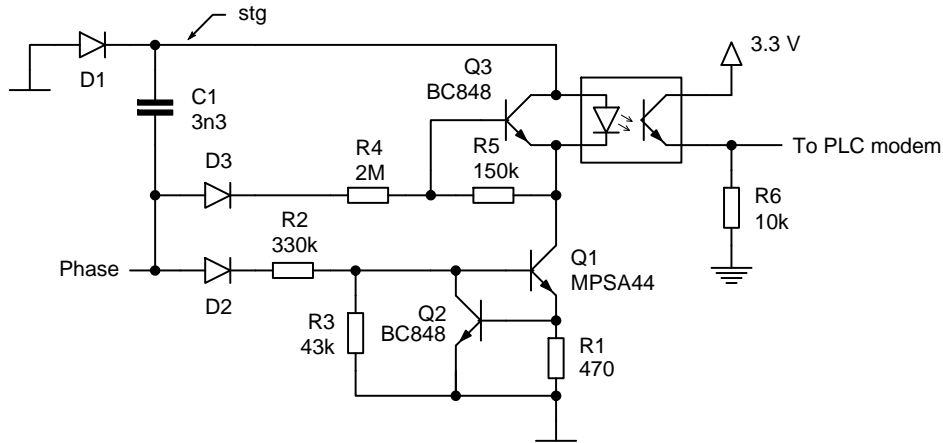 stg
D1
C1
3n3
Q3
BC848
3.3 V
D3
R4
2M
R5
150k
To PLC modem
R6
10k
Phase
D2
R2
330k
Q1
MPSA44
R3
43k
Q2
BC848
R1
470